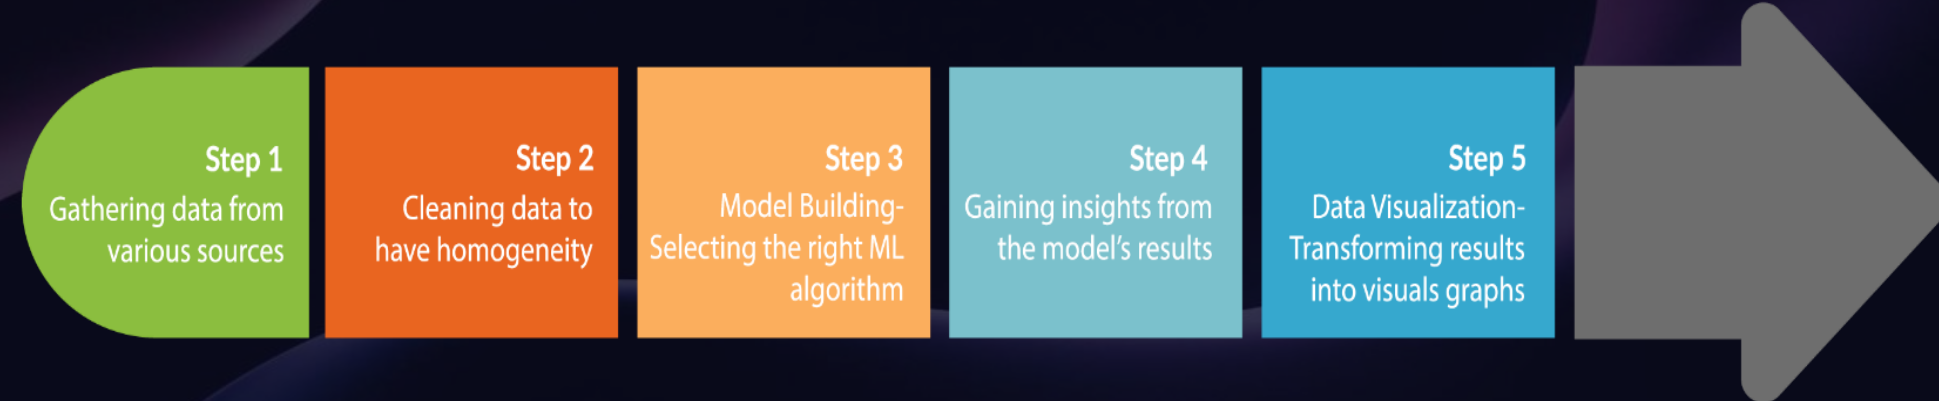 Step 1
Gathering data from
various sources
Step 2
Cleaning data to
have homogeneity
Step 3
Model Building-
Selecting the right ML
algorithm
Step 4
Gaining insights from
the model’s results
Step 5
Data Visualization-
Transforming results
into visuals graphs